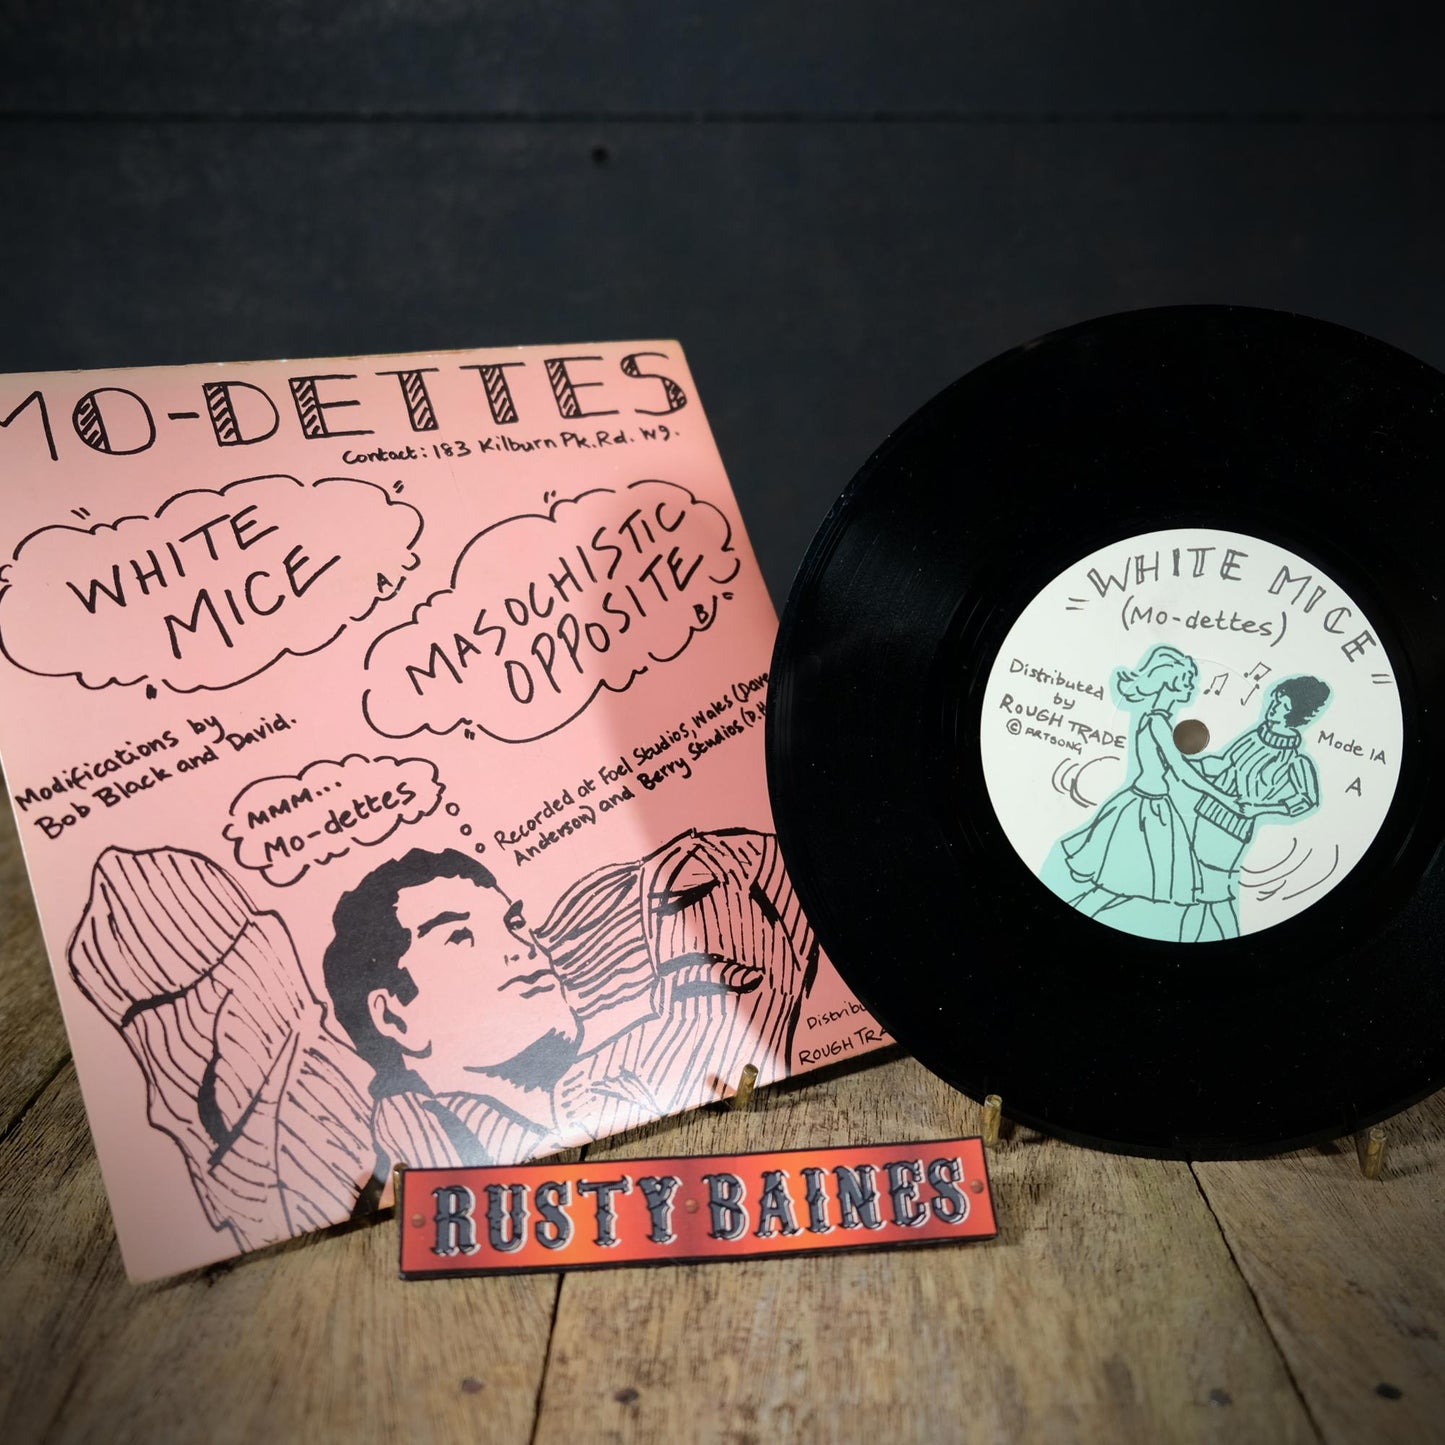 MO-DETTES
Contact: 183 Kilburn Pk. Rd. W9.
WHITE
MICE
A
MASOCHISTIC
OPPOSITE
B
Modifications by
Bob Black and David.
MMM...
Mo-dettes
Recorded at Foel Studios, Wales (Dave
Anderson) and Berry Studios (D.H
ROUGH
"WHITE MICE"
(Mo-dettes)
Distributed
by
ROUGH TRADE
© ARTSONG
Mode 1A
A
RUSTY BAINES